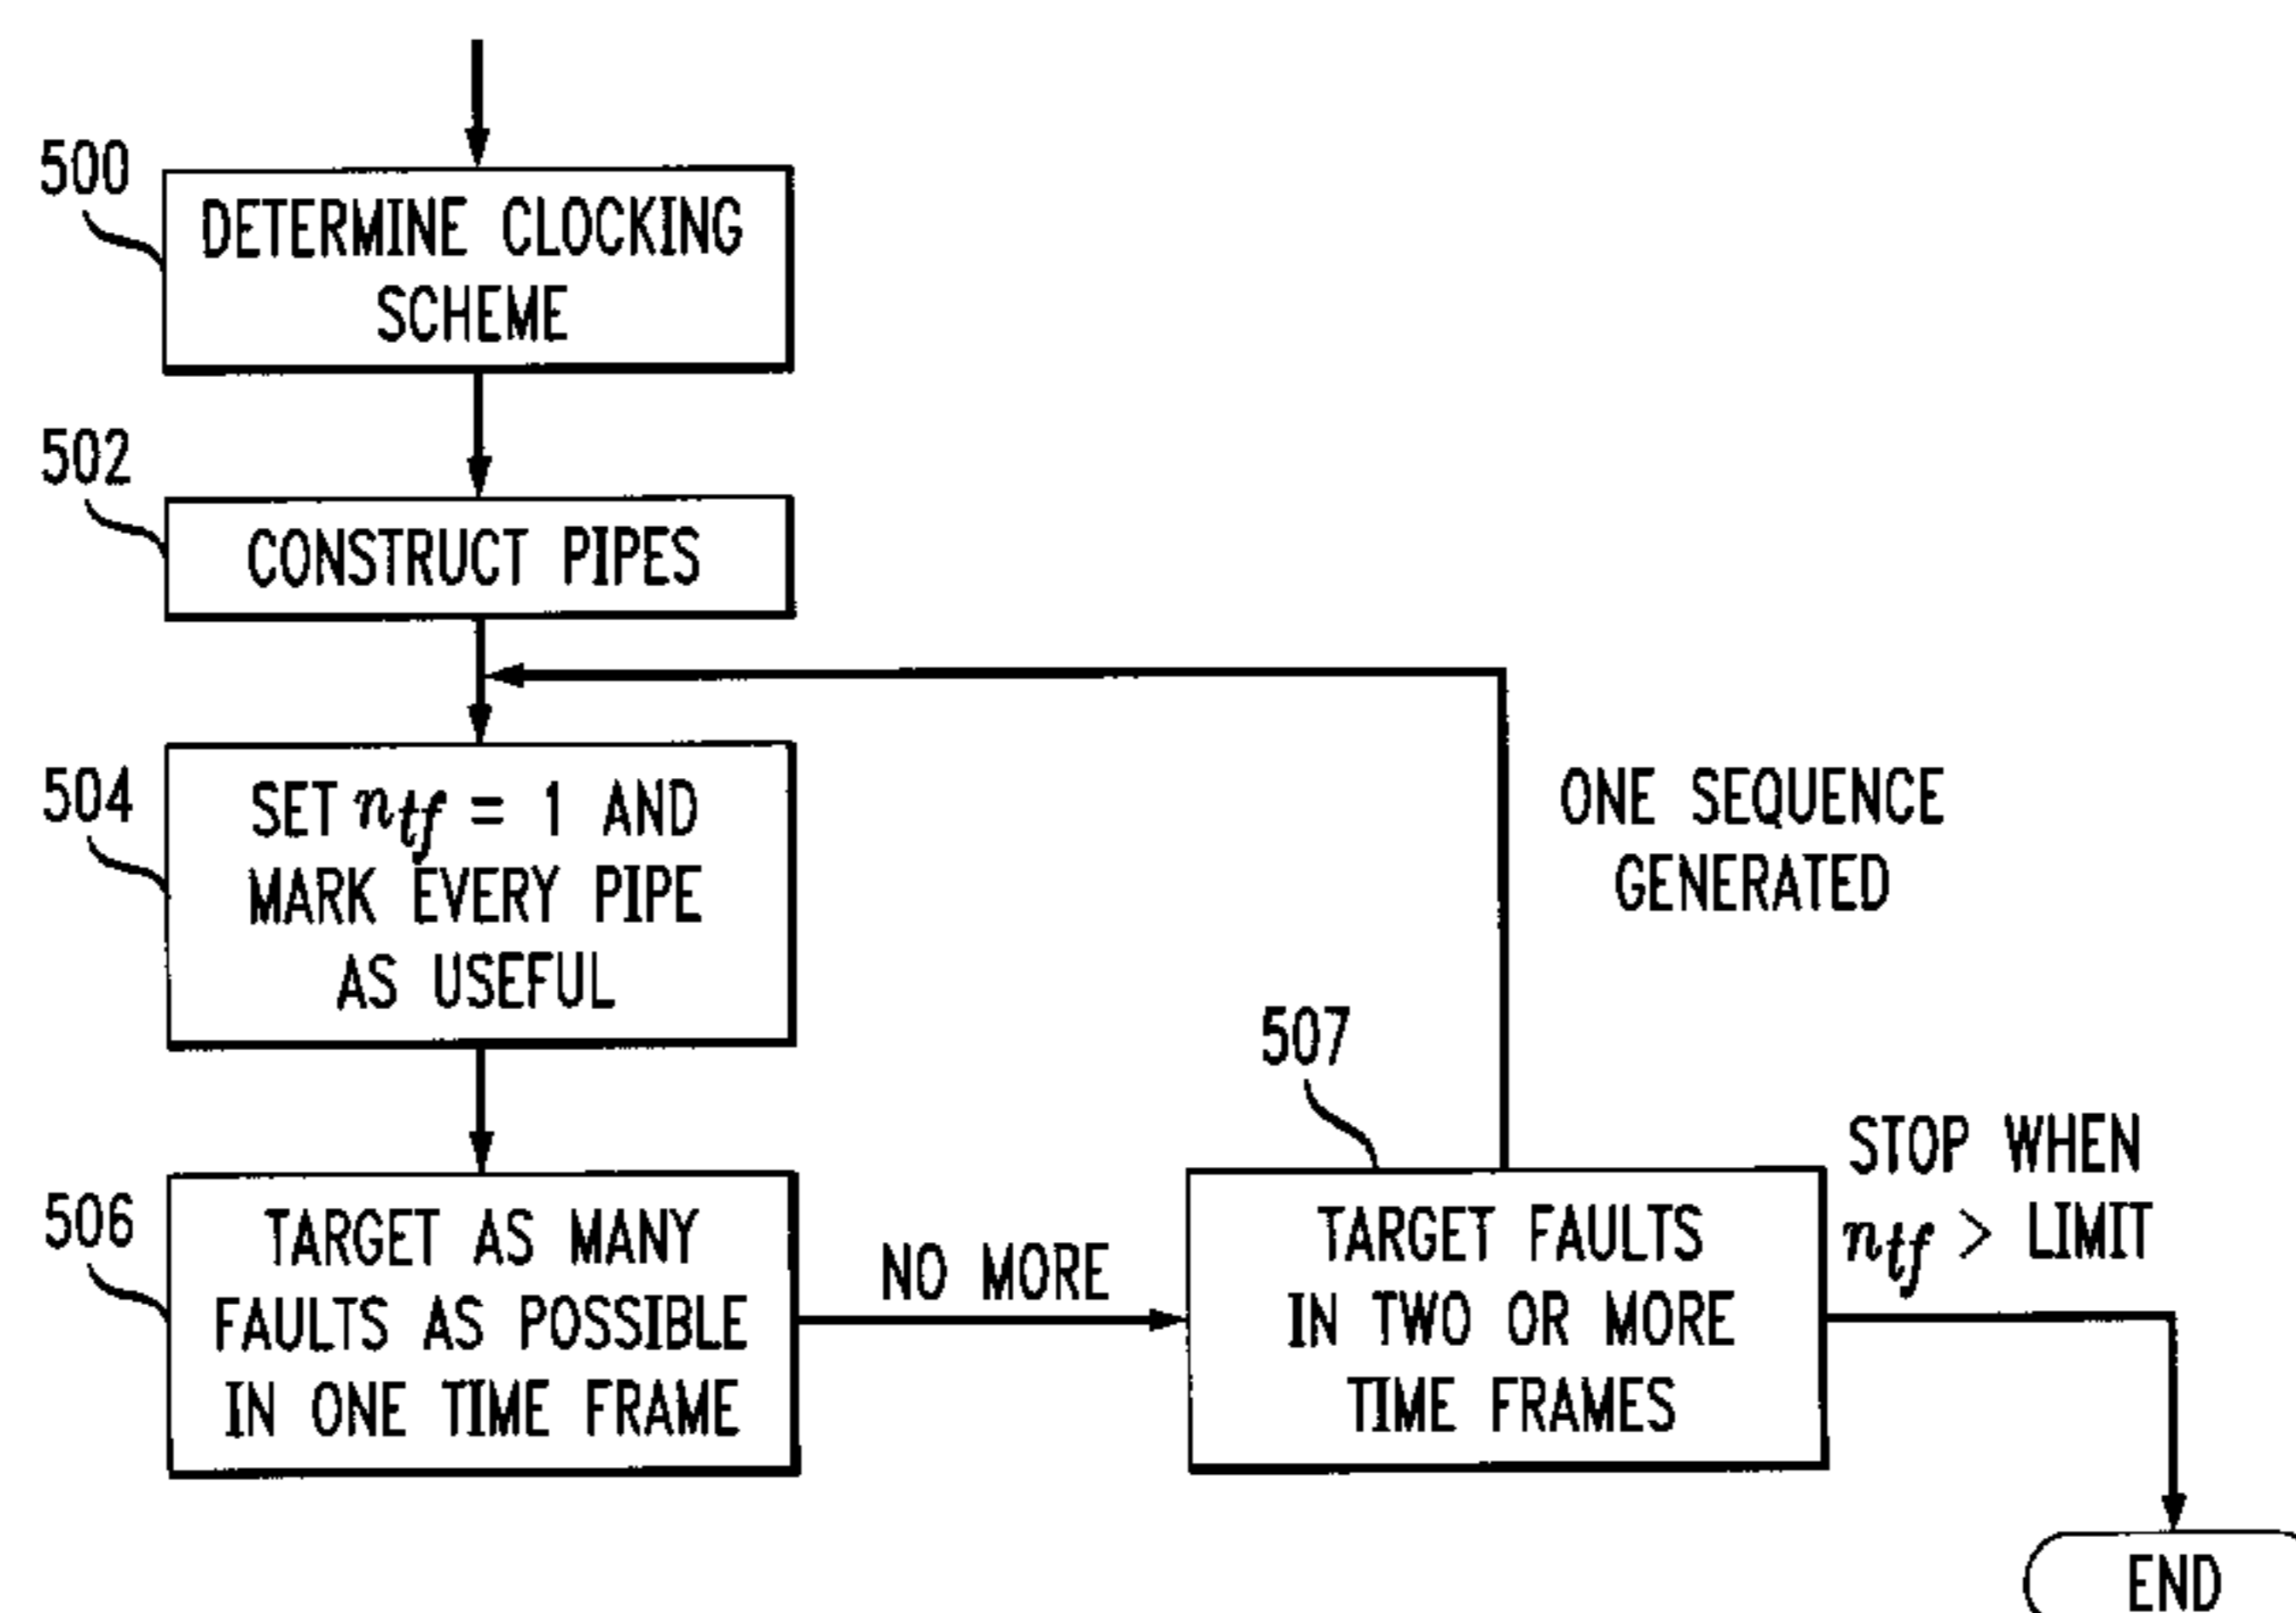 500
DETERMINE CLOCKING
SCHEME
502
CONSTRUCT PIPES
504
SET ntf = 1 AND
MARK EVERY PIPE
AS USEFUL
ONE SEQUENCE
GENERATED
506
TARGET AS MANY
FAULTS AS POSSIBLE
IN ONE TIME FRAME
NO MORE
507
TARGET FAULTS
IN TWO OR MORE
TIME FRAMES
STOP WHEN
ntf > LIMIT
END